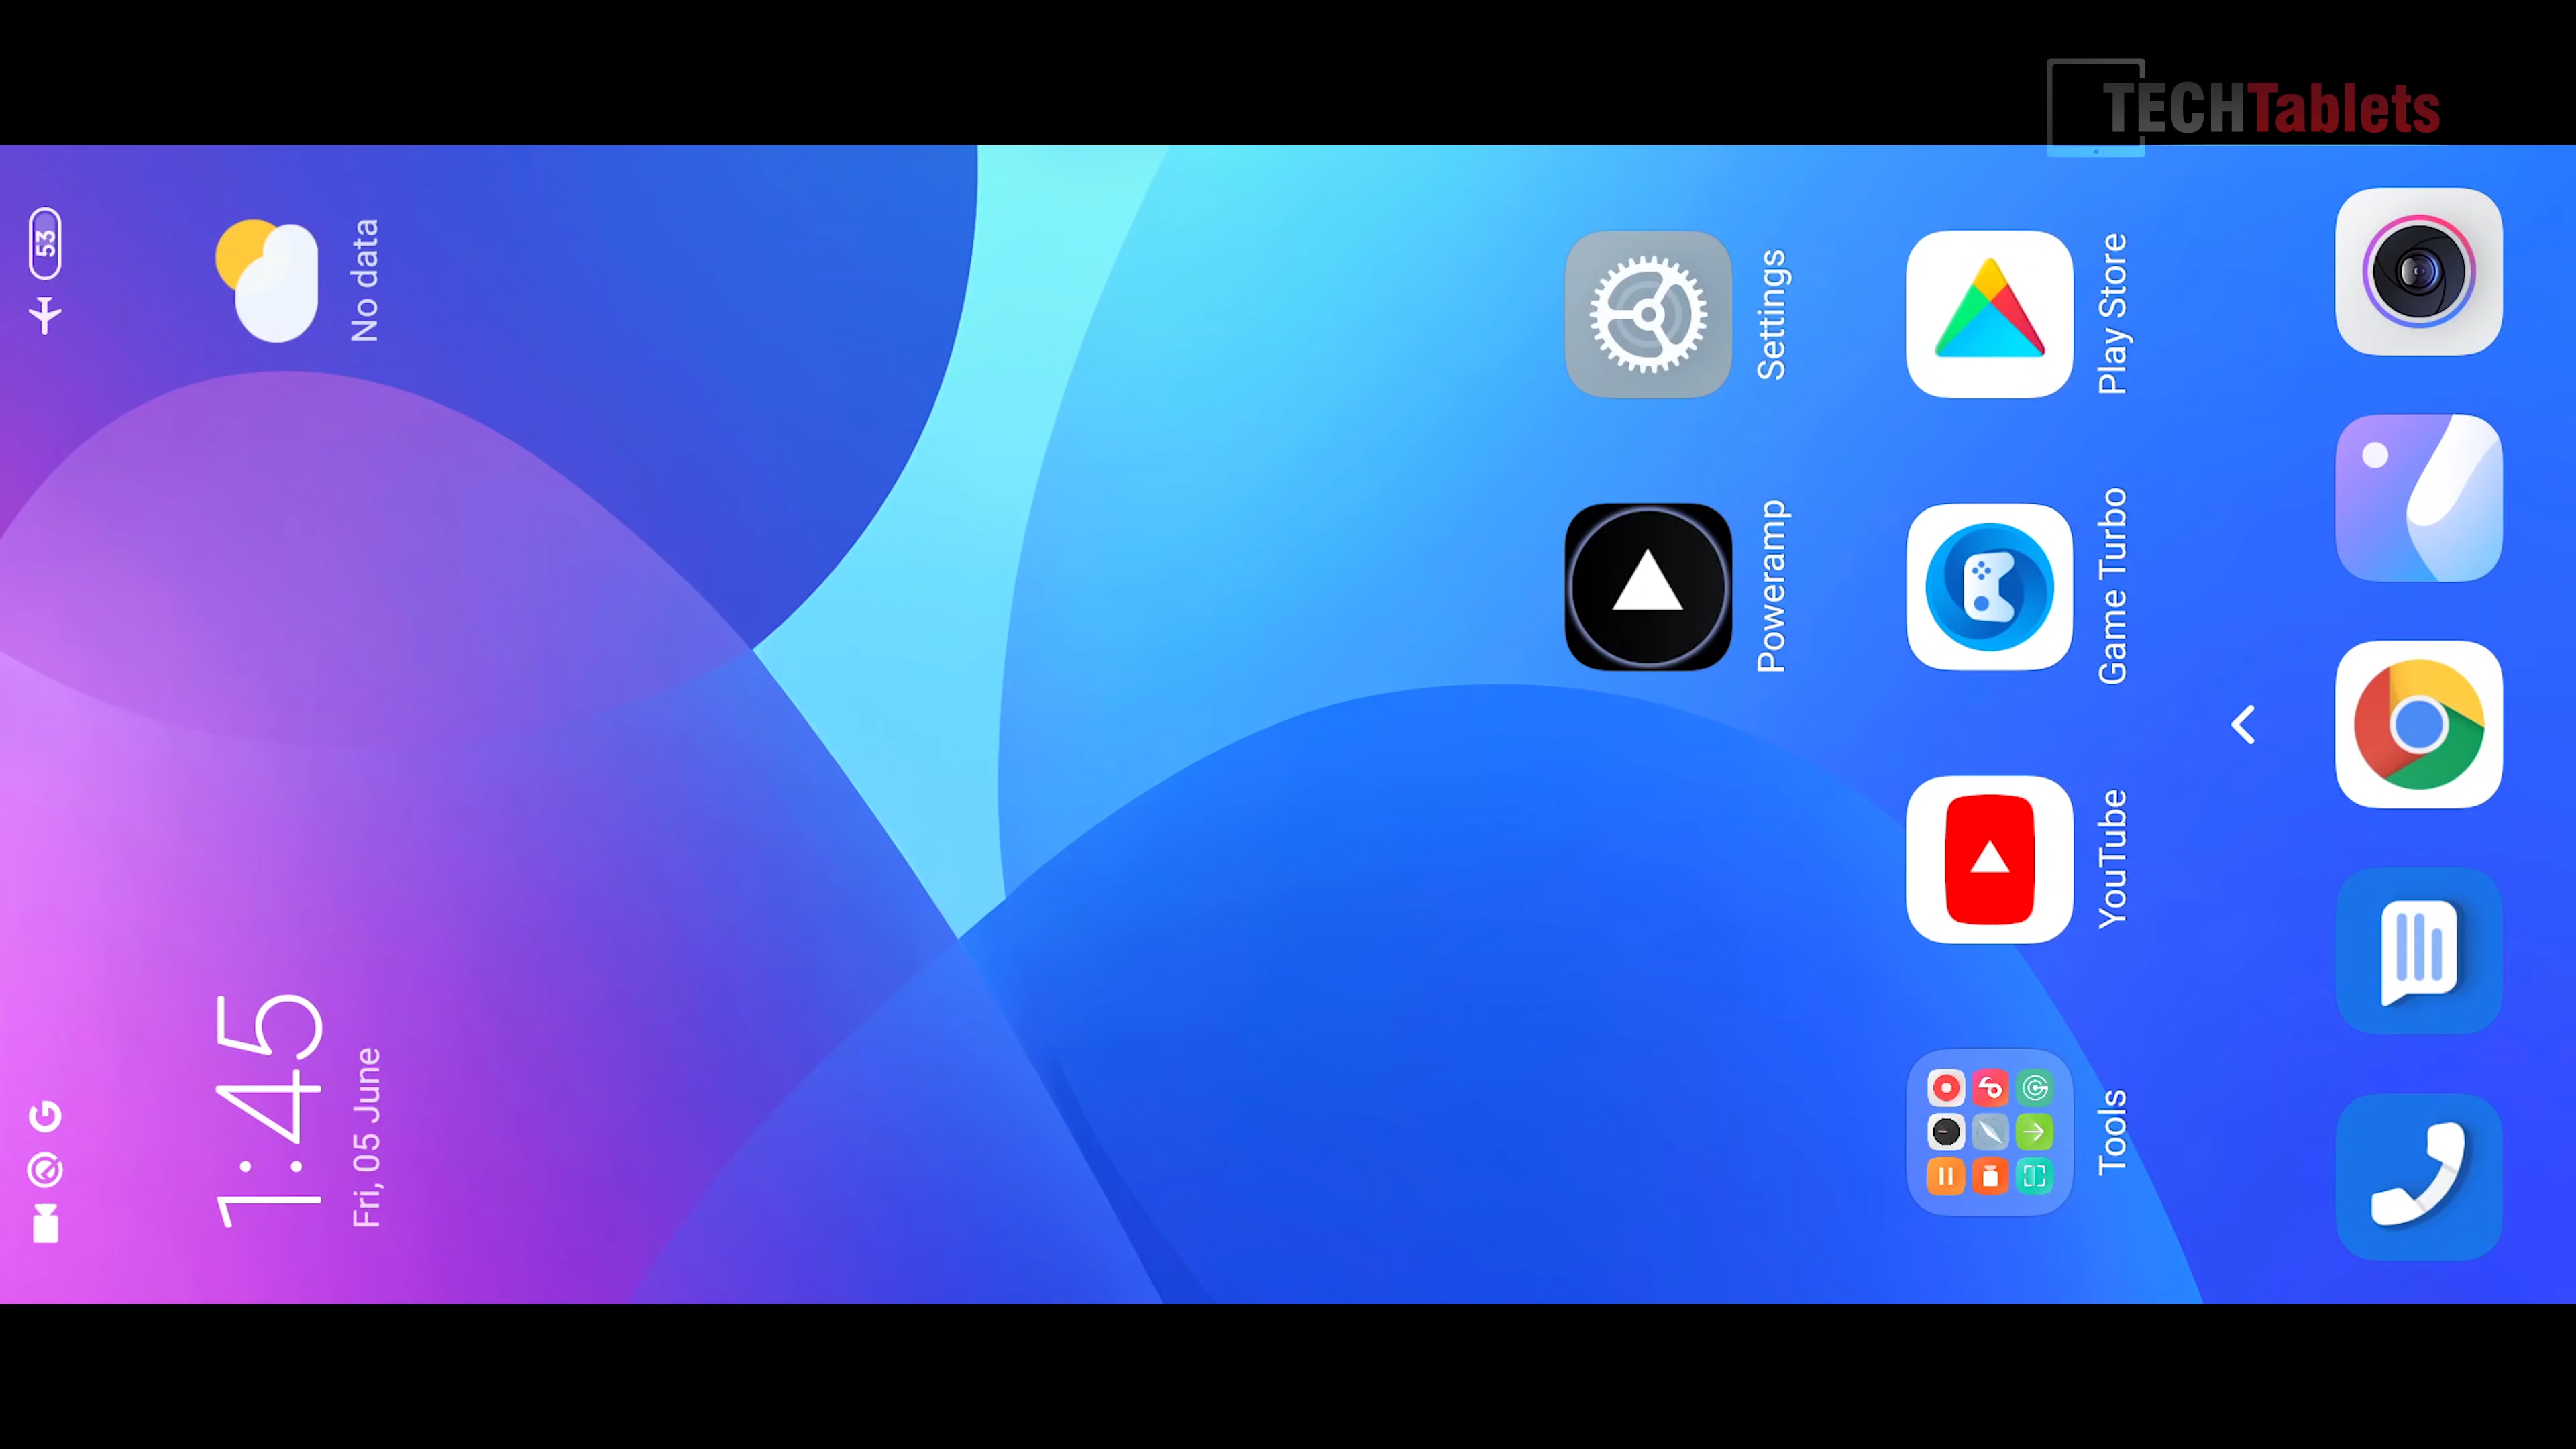 TECHTablets
G
53
1:45
Fri, 05 June
No data
Poweramp
Settings
Tools
YouTube
Game Turbo
Play Store